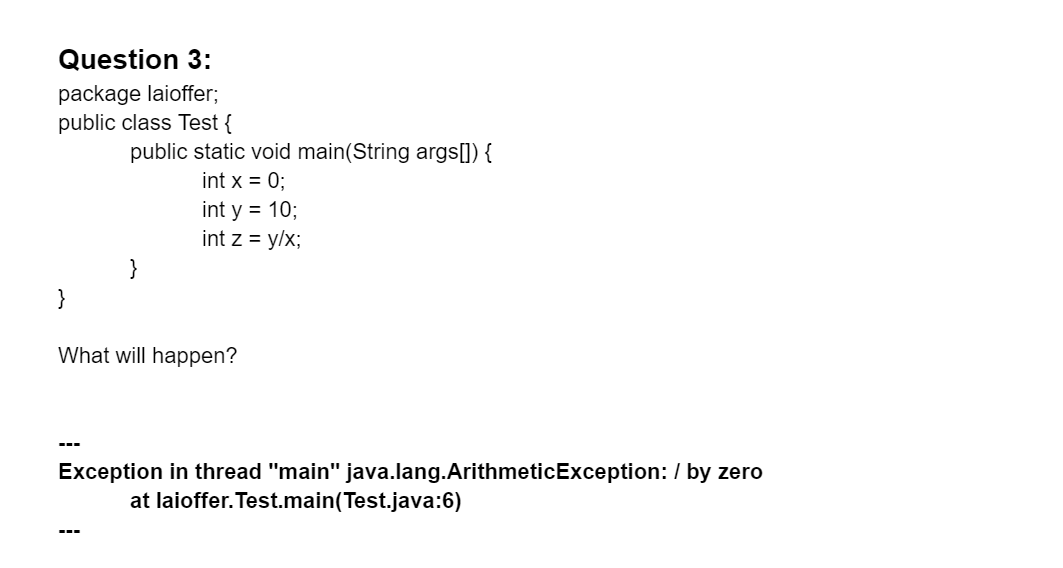 Question 3:
package laioffer;
public class Test {
public static void main(String args[]) {
int x = 0;
int y = 10;
int z = y/x;
}
}
What will happen?
---
Exception in thread "main" java.lang.ArithmeticException: / by zero
at laioffer.Test.main(Test.java:6)
---